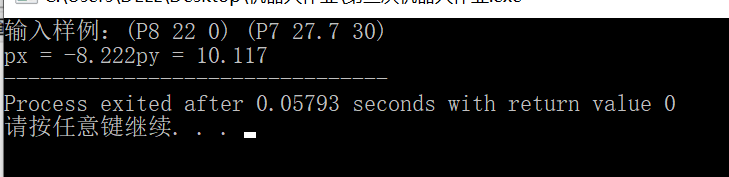 输入样例：(P8 22 0) (P7 27.7 30)
px = -8.222py = 10.117
--------------------------------
Process exited after 0.05793 seconds with return value 0
请按任意键继续. . .